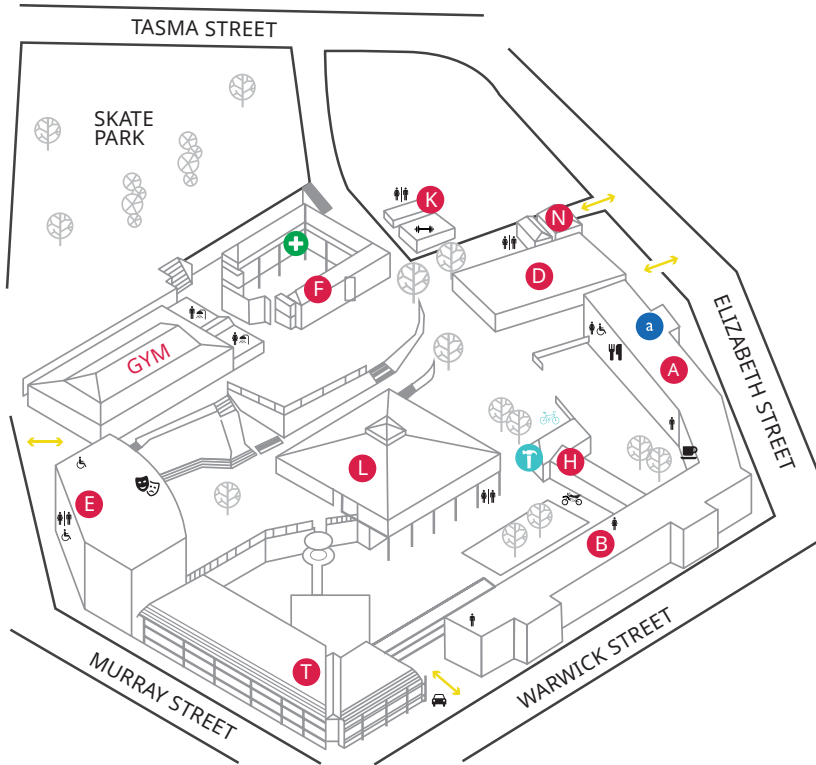 TASMA STREET
SKATE
PARK
K
N
F
D
ELIZABETH STREET
a
GYM
A
L
H
E
B
T
MURRAY STREET
WARWICK STREET